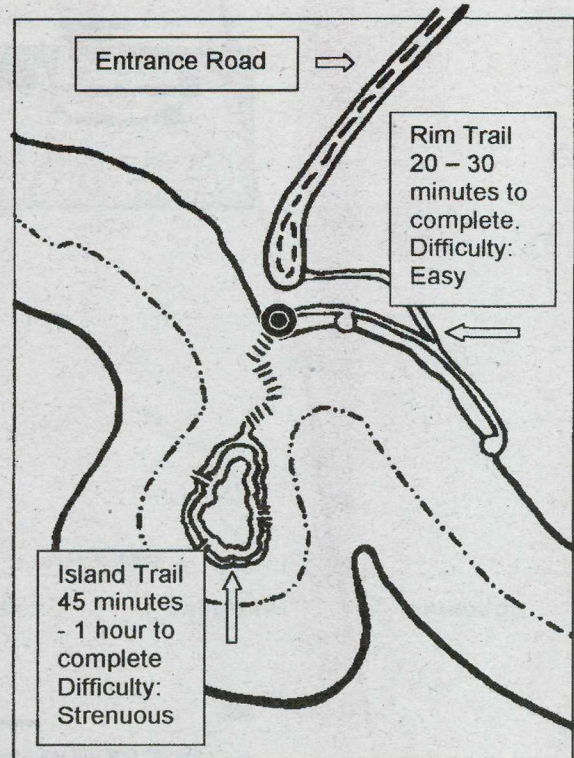 Entrance Road
Rim Trail
20 – 30
minutes to
complete.
Difficulty:
Easy
Island Trail
45 minutes
- 1 hour to
complete
Difficulty:
Strenuous